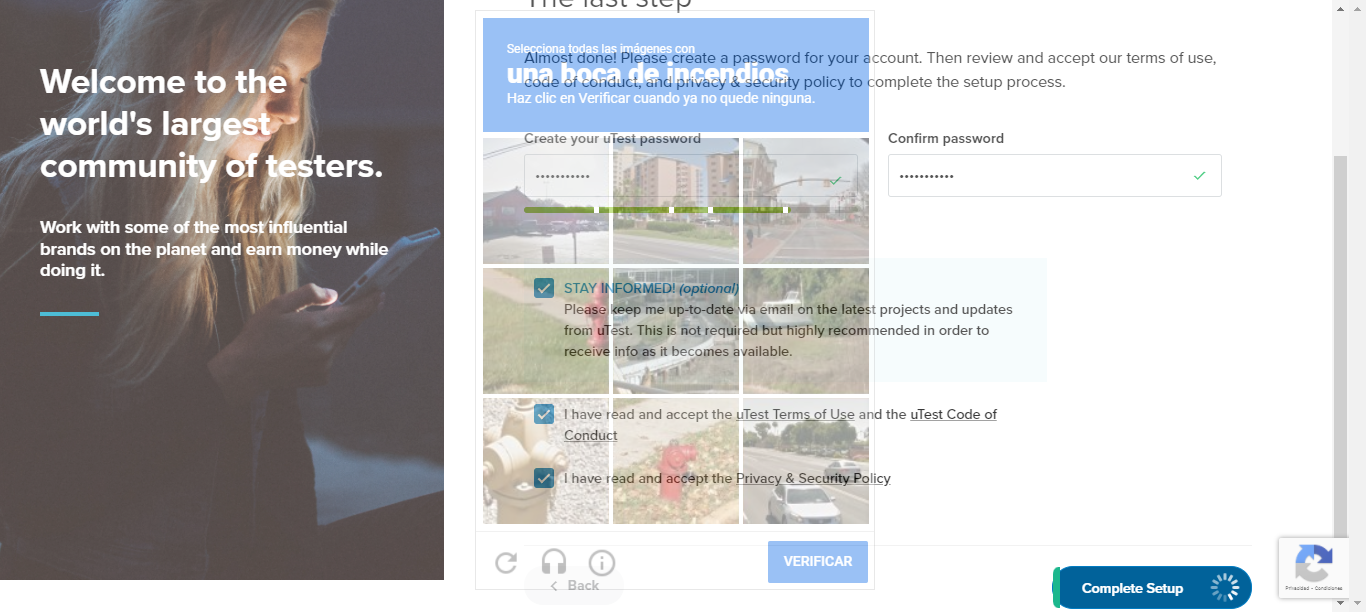 The last step
Welcome to the
world's largest
community of testers.
Work with some of the most influential
brands on the planet and earn money while
doing it.
Selecciona todas las imágenes con
una boca de incendios
Haz clic en Verificar cuando ya no quede ninguna.
Almost done! Please create a password for your account. Then review and accept our terms of use,
code of conduct, and privacy & security policy to complete the setup process.
Create your uTest password
Confirm password
STAY INFORMED! (optional)
Please keep me up-to-date via email on the latest projects and updates
from uTest. This is not required but highly recommended in order to
receive info as it becomes available.
I have read and accept the uTest Terms of Use and the uTest Code of
Conduct
I have read and accept the Privacy & Security Policy
VERIFICAR
Back
Complete Setup
Privacidad - Condiciones